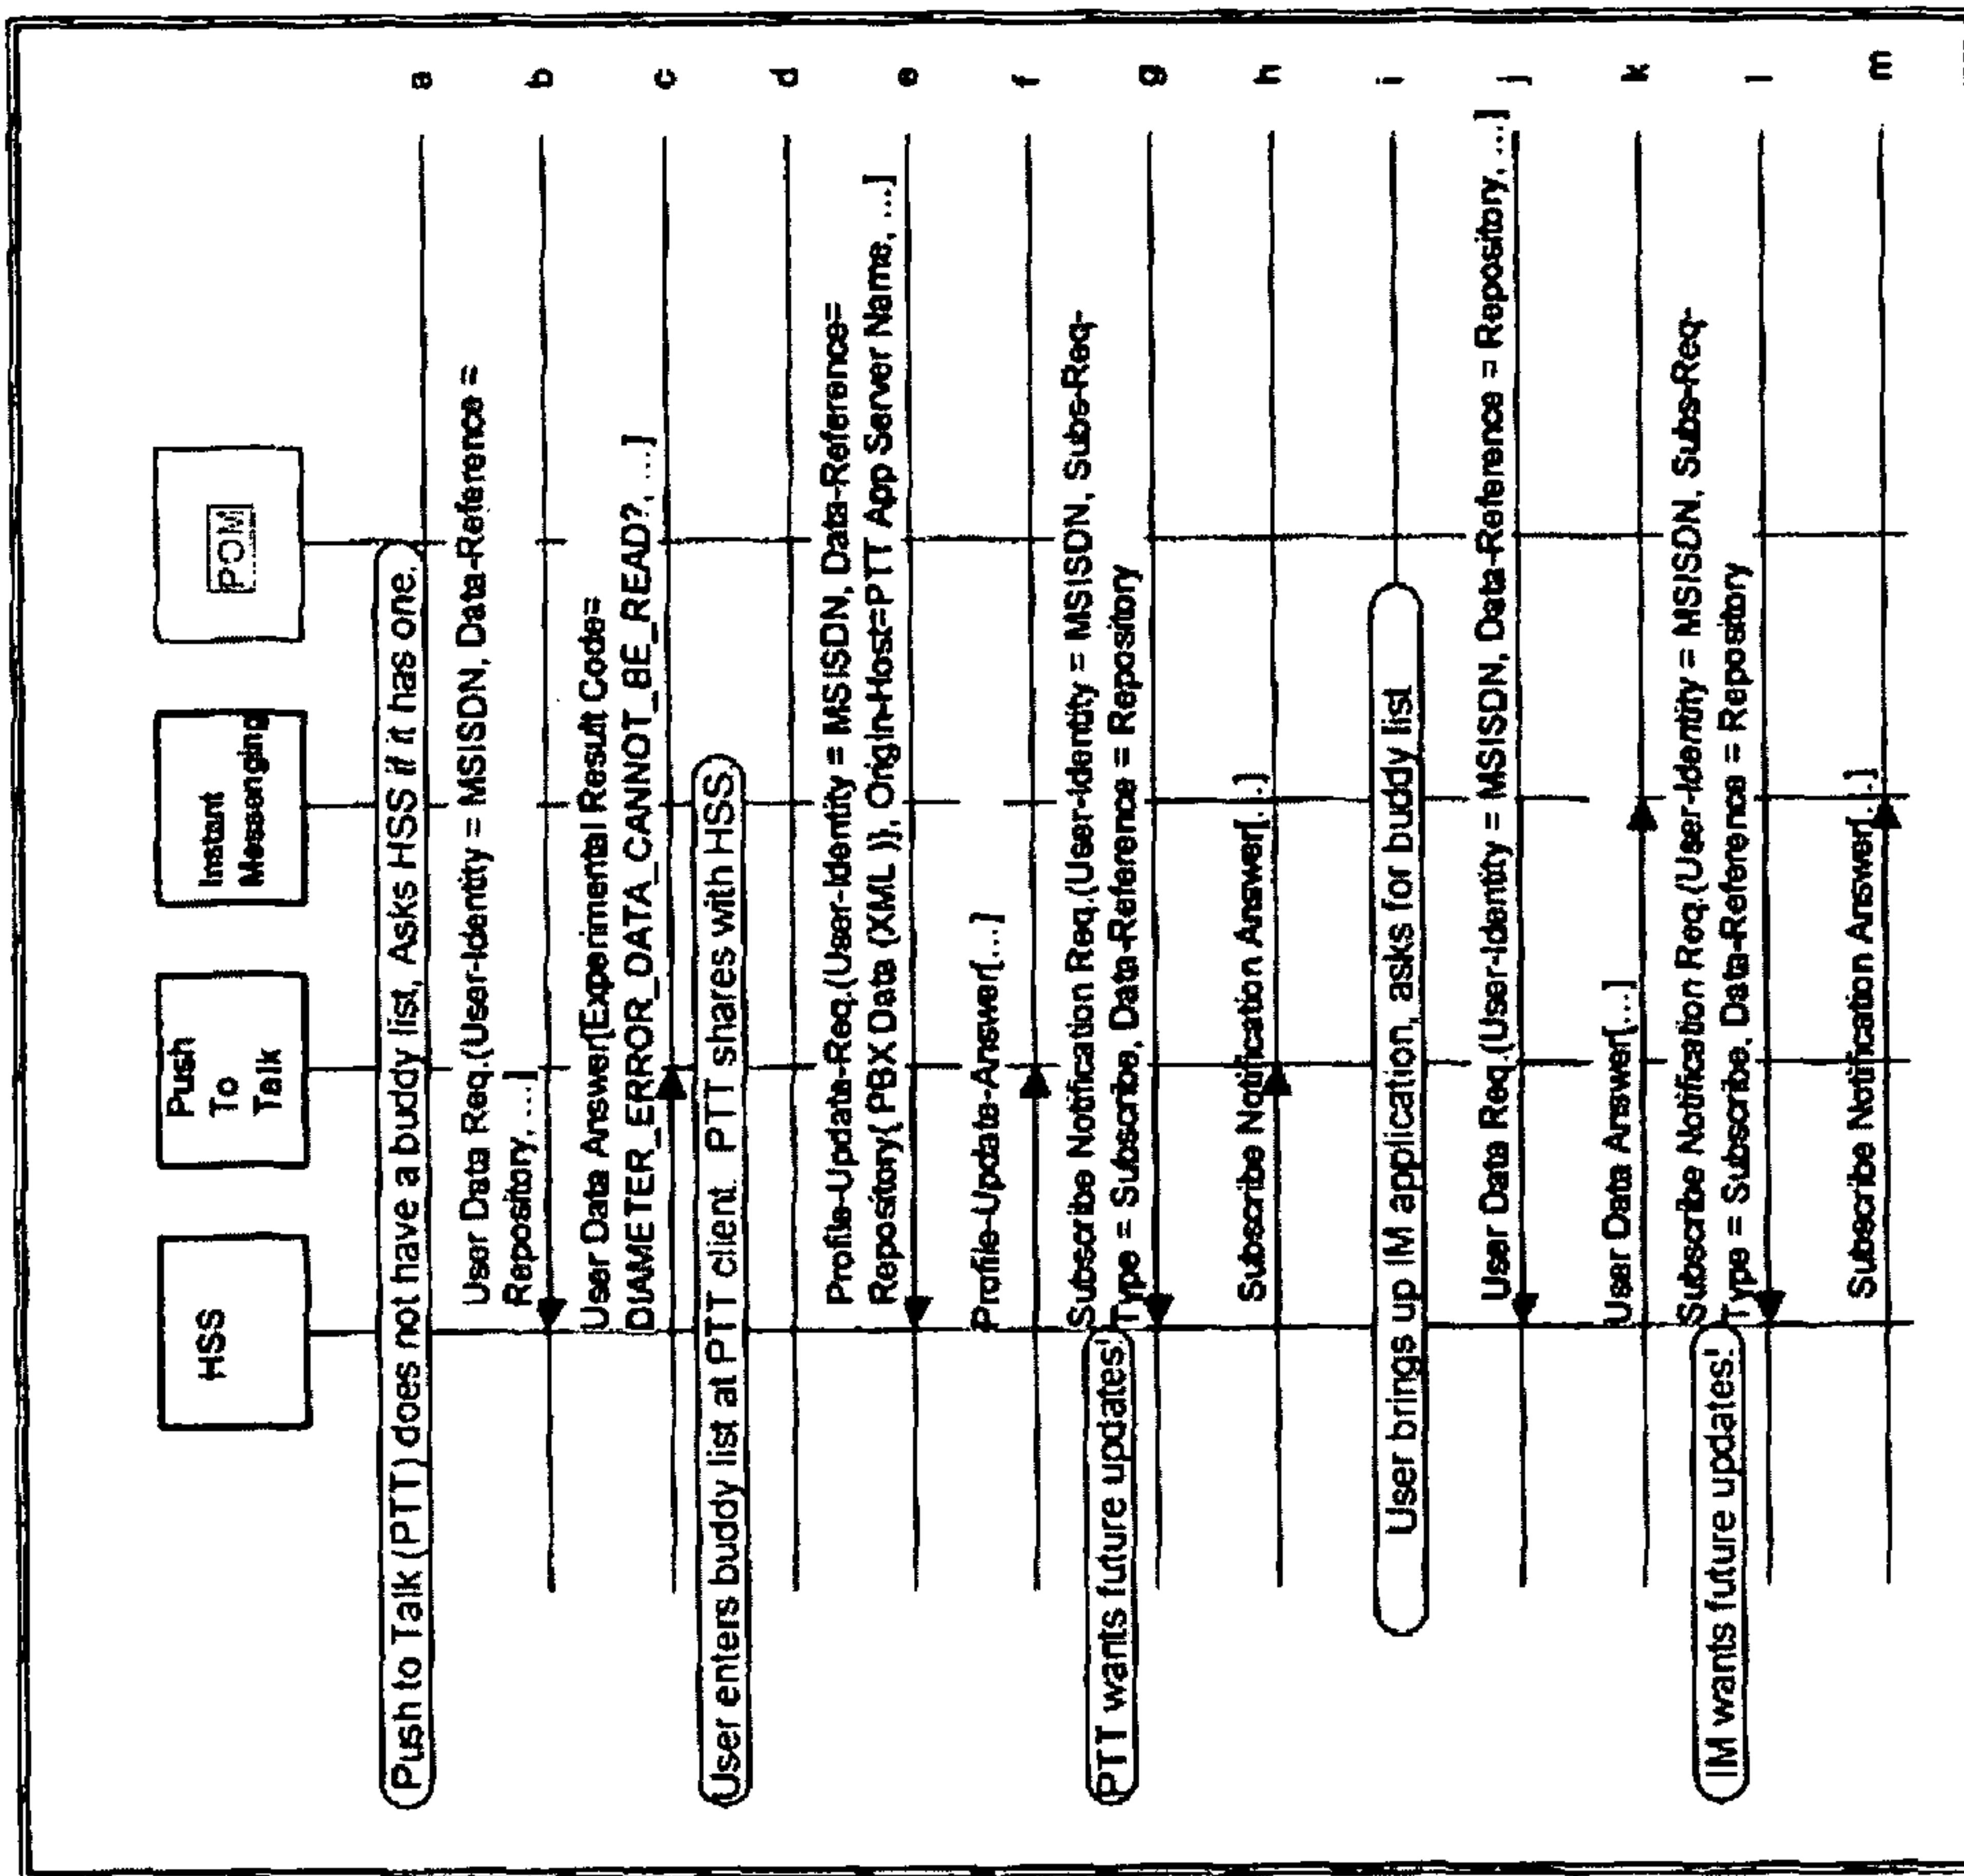 HSS
Push
To
Talk
Instant
Messenging
PCM
Push to Talk (PTT) does not have a buddy list, Asks HSS if it has one.
a
User Data Req.(User-Identity = MSISDN, Data-Reference =
Repository, ...]
b
User Data Answer[Experimental Result Code=
DIAMETER_ERROR_DATA_CANNOT_BE_READ?, ...]
c
User enters buddy list at PTT client. PTT shares with HSS
d
Profile-Update-Req.(User-Identity = MSISDN, Data-Reference=
Repository{ PBX Data (XML )}, Origin-Host=PTT App Server Name, ...]
e
Profile-Update-Answer[...]
f
PTT wants future updates!
Subscribe Notification Req.(User-Identity = MSISDN, Subs-Req-
Type = Subscribe, Data-Reference = Repository
g
Subscribe Notification Answer[...]
h
User brings up IM application, asks for buddy list
i
User Data Req.(User-Identity = MSISDN, Data-Reference = Repository, ...]
j
User Data Answer[...]
k
IM wants future updates!
Subscribe Notification Req.(User-Identity = MSISDN, Subs-Req-
Type = Subscribe, Data-Reference = Repository
l
Subscribe Notification Answer[...]
m